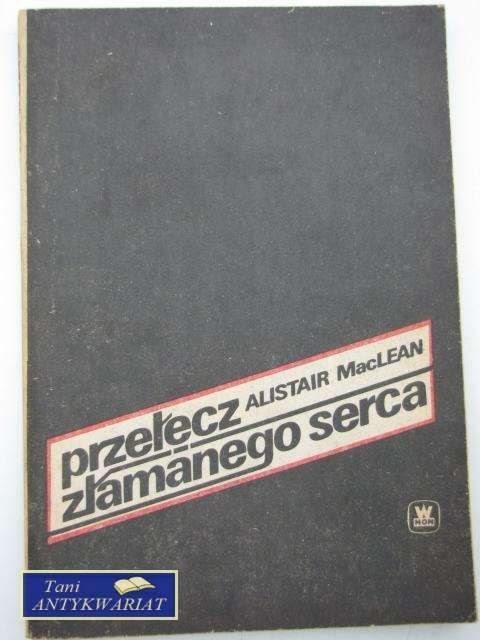 przełęcz ALISTAIR MacLEAN
złamanego serca
W
MON
Tani
ANTYKWARIAT